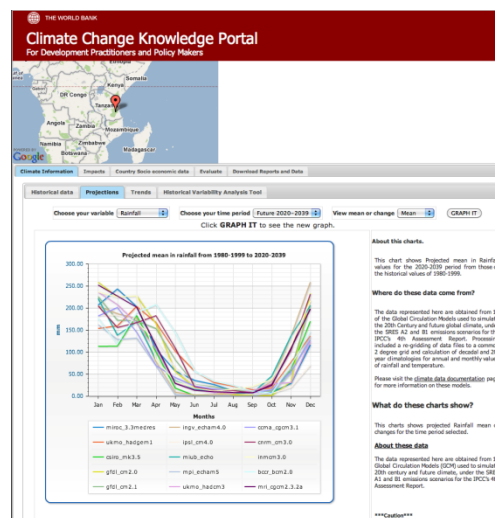 THE WORLD BANK
Climate Change Knowledge Portal
For Development Practitioners and Policy Makers
Ethiopia
Somalia
Kenya
DR Congo
Tanzania
Angola
Zambia
Mozambique
Namibia
Zimbabwe
Botswana
Madagascar
Google
Climate Information
Impacts
Country Socio economic data
Evaluate
Download Reports and Data
Historical data
Projections
Trends
Historical Variability Analysis Tool
Choose your variable Rainfall
Choose your time period Future 2020-2039
View mean or change Mean
GRAPH IT
Click GRAPH IT to see the new graph.
Projected mean in rainfall from 1980-1999 to 2020-2039
300.00
250.00
200.00
150.00
100.00
50.00
0.00
mm
Jan Feb Mar Apr May Jun Jul Aug Sep Oct Nov Dec
Months
miroc_3.2medres
ingv_echam4.0
cccma_cgcm3.1
ukmo_hadgem1
ipsl_cm4.0
cnrm_cm3.0
csiro_mk3.5
miub_echo
inmcm3.0
gfdl_cm2.0
mpi_echam5
bccr_bcm2.0
gfdl_cm2.1
ukmo_hadcm3
mri_cgcm2.3.2a
About this charts.
This chart shows Projected mean in Rainfa
values for the 2020-2039 period from those o
the historical values of 1980-1999.
Where do these data come from?
The data represented here are obtained from 1
of the Global Circulation Models used to simulat
the 20th Century and future global climate, unde
the SRES A2 and B1 emissions scenarios for th
IPCC's 4th Assessment Report. Processin
included a re-gridding of data files to a commo
2 degree grid and calculation of decadal and 20
year climatologies for annual and monthly value
of rainfall and temperature.
Please visit the climate data documentation pag
for more information on these models.
What do these charts show?
This charts shows projected Rainfall mean o
changes for the time period selected.
About these data
The data represented here are obtained from 1
Global Circulation Models (GCM) used to simulat
20th century and future climate, under the SRE
A1 and B1 emissions scenarios for the IPCC's 4th
Assessment Report.
***Caution***